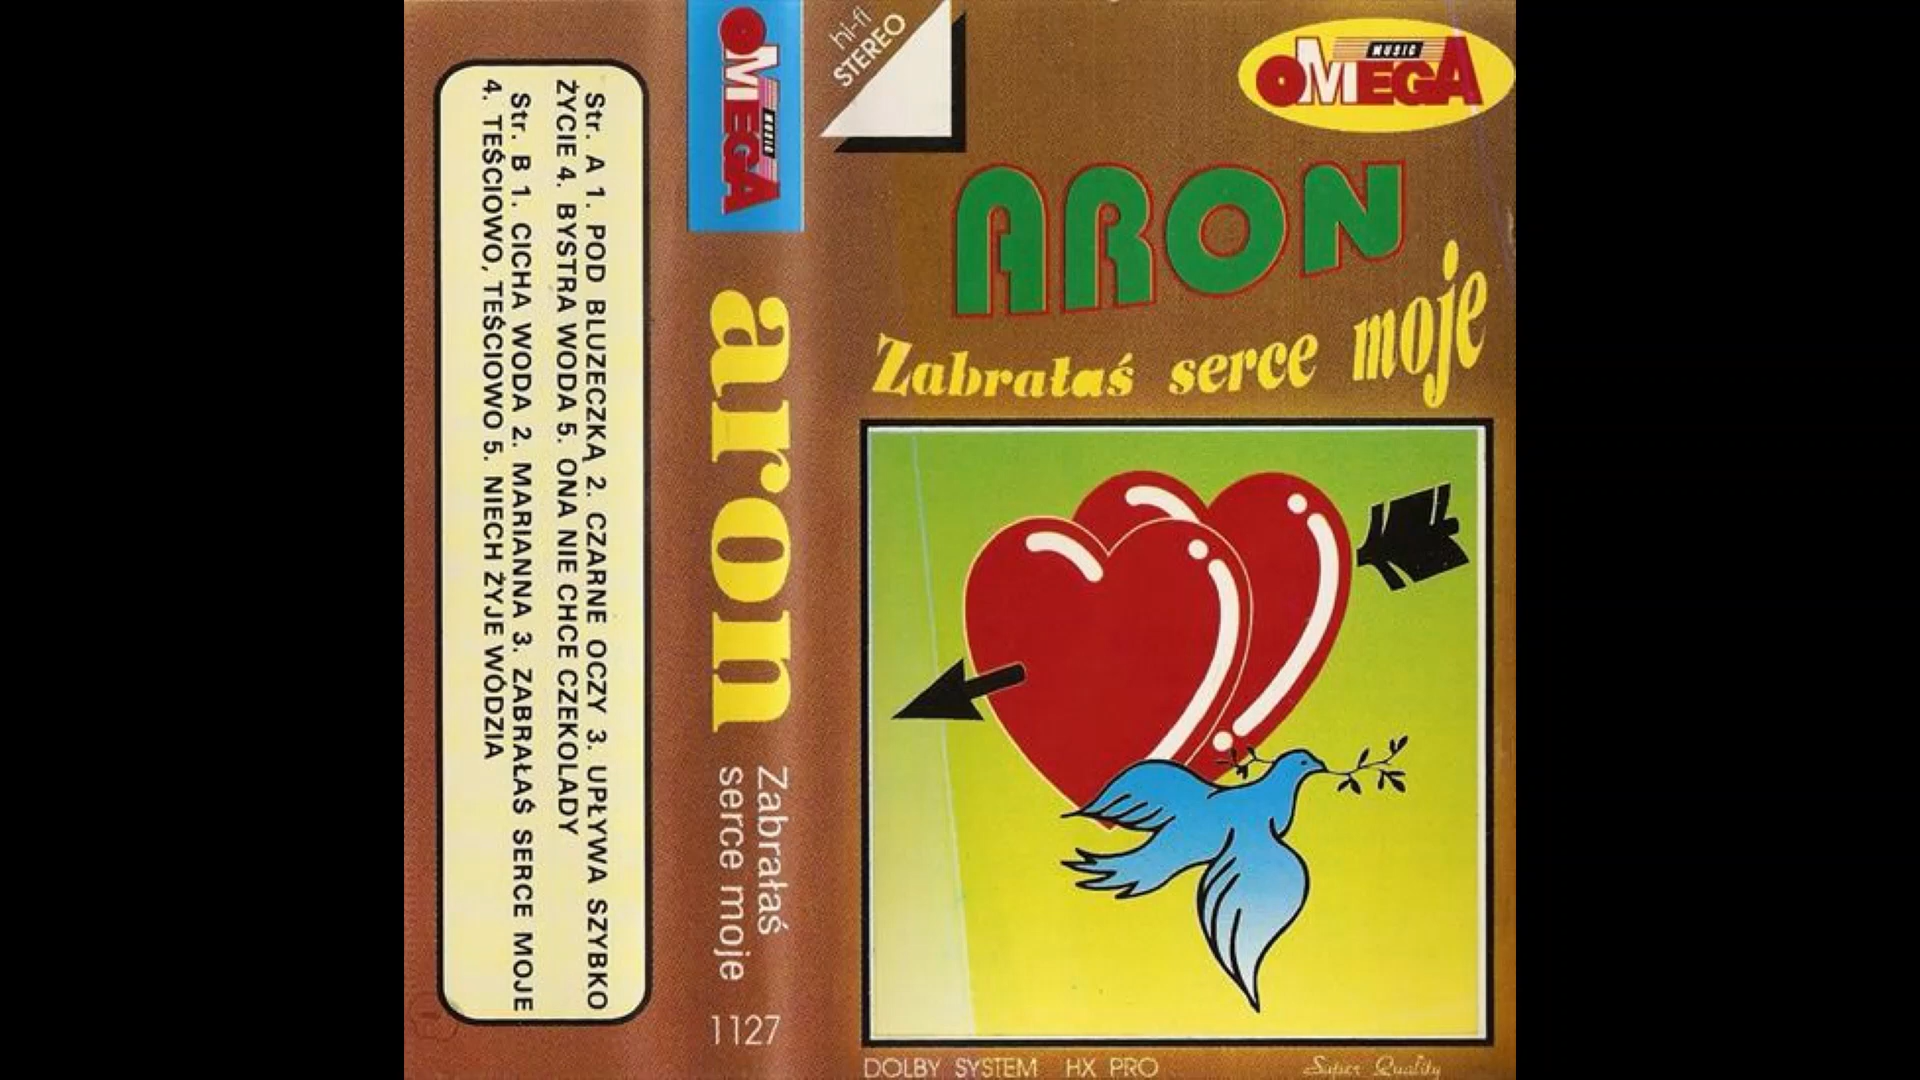 Str. A 1. POD BLUZECZKĄ 2. CZARNE OCZY 3. UPŁYWA SZYBKO
ŻYCIE 4. BYSTRA WODA 5. ONA NIE CHCE CZEKOLADY
Str. B 1. CICHA WODA 2. MARIANNA 3. ZABRAŁAŚ SERCE MOJE
4. TEŚCIOWO, TEŚCIOWO 5. NIECH ŻYJE WÓDZIA
OMEGA
MUSIC
aron
Zabrałaś
serce moje
1127
hi-fi
STEREO
OMEGA
MUSIC
ARON
Zabrałaś serce moje
DOLBY SYSTEM HX PRO
Super Quality